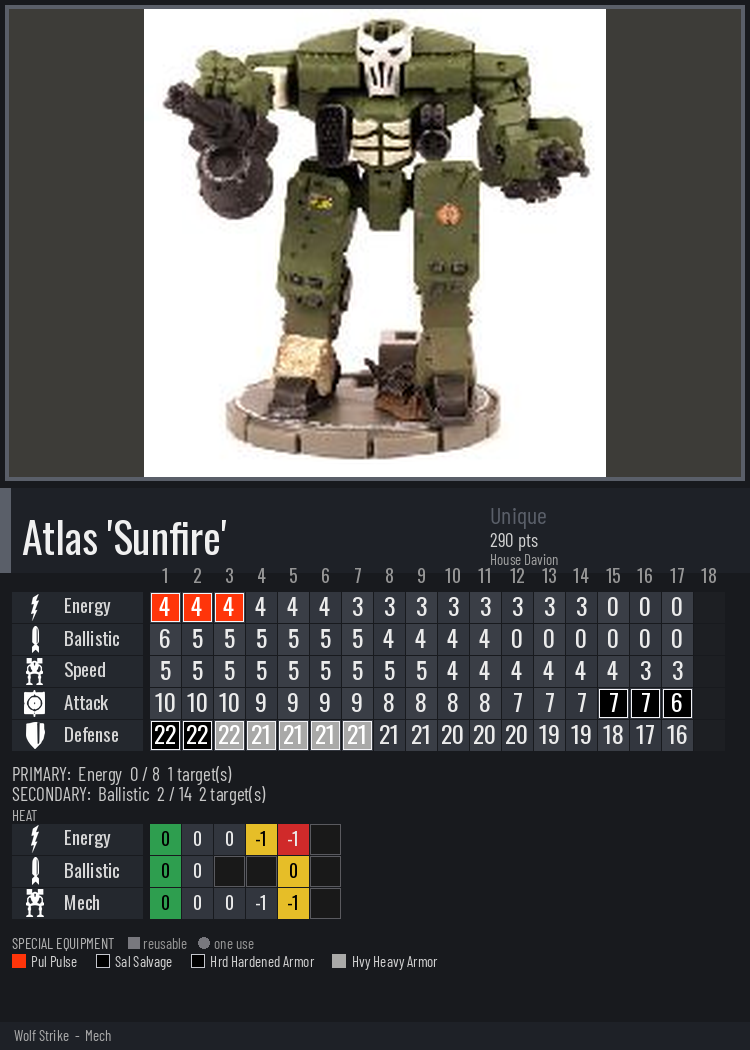 Atlas 'Sunfire'
Unique
290 pts
House Davion
1 2 3 4 5 6 7 8 9 10 11 12 13 14 15 16 17 18
Energy 4 4 4 4 4 4 3 3 3 3 3 3 3 3 0 0 0
Ballistic 6 5 5 5 5 5 5 4 4 4 4 0 0 0 0 0 0
Speed 5 5 5 5 5 5 5 5 5 4 4 4 4 4 4 3 3
Attack 10 10 10 9 9 9 9 8 8 8 8 7 7 7 7 7 6
Defense 22 22 22 21 21 21 21 21 21 20 20 20 19 19 18 17 16
PRIMARY: Energy 0 / 8 1 target(s)
SECONDARY: Ballistic 2 / 14 2 target(s)
HEAT
Energy 0 0 0 -1 -1
Ballistic 0 0 0
Mech 0 0 0 -1 -1
SPECIAL EQUIPMENT reusable one use
Pul Pulse Sal Salvage Hrd Hardened Armor Hvy Heavy Armor
Wolf Strike - Mech